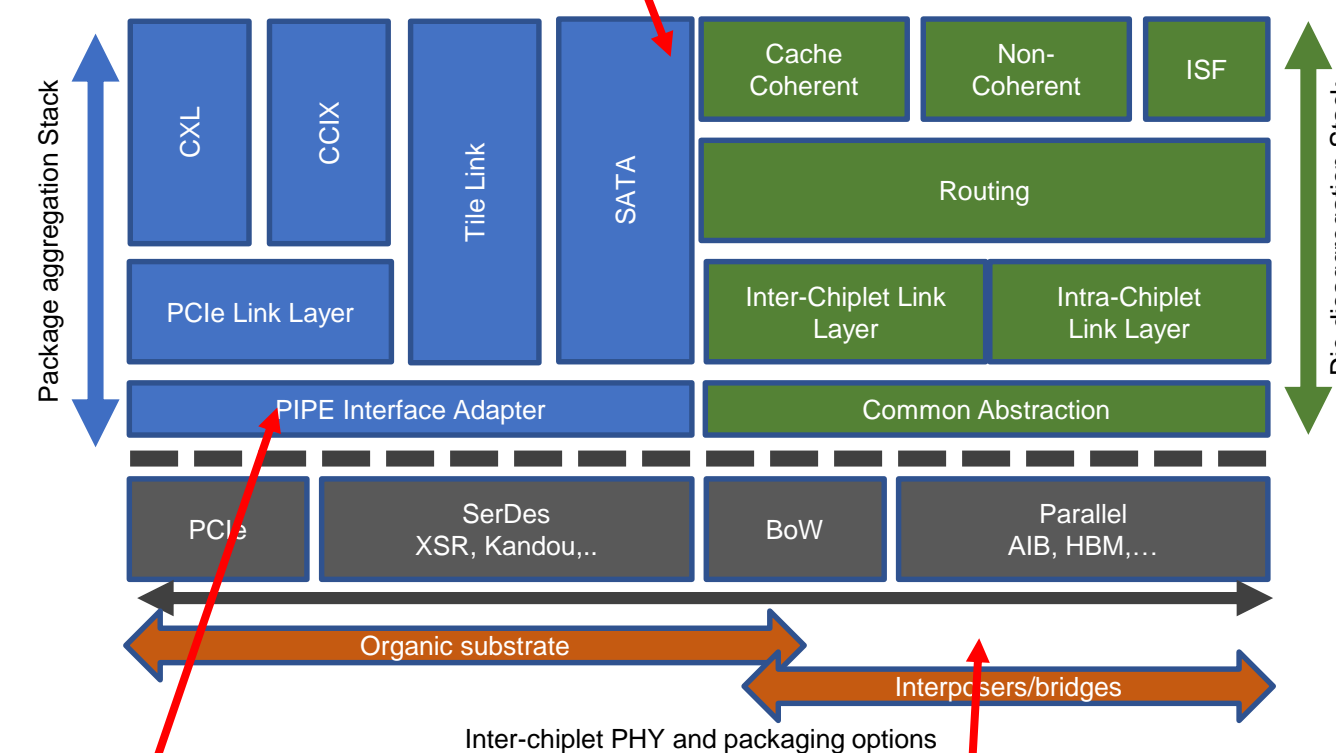 Package aggregation Stack
CXL
CCIX
Tile Link
SATA
Cache
Coherent
Non-
Coherent
ISF
Routing
PCIe Link Layer
Inter-Chiplet Link
Layer
Intra-Chiplet
Link Layer
PIPE Interface Adapter
Common Abstraction
PCIe
SerDes
XSR, Kandou,..
BoW
Parallel
AIB, HBM,…
Organic substrate
Interposers/bridges
Inter-chiplet PHY and packaging options